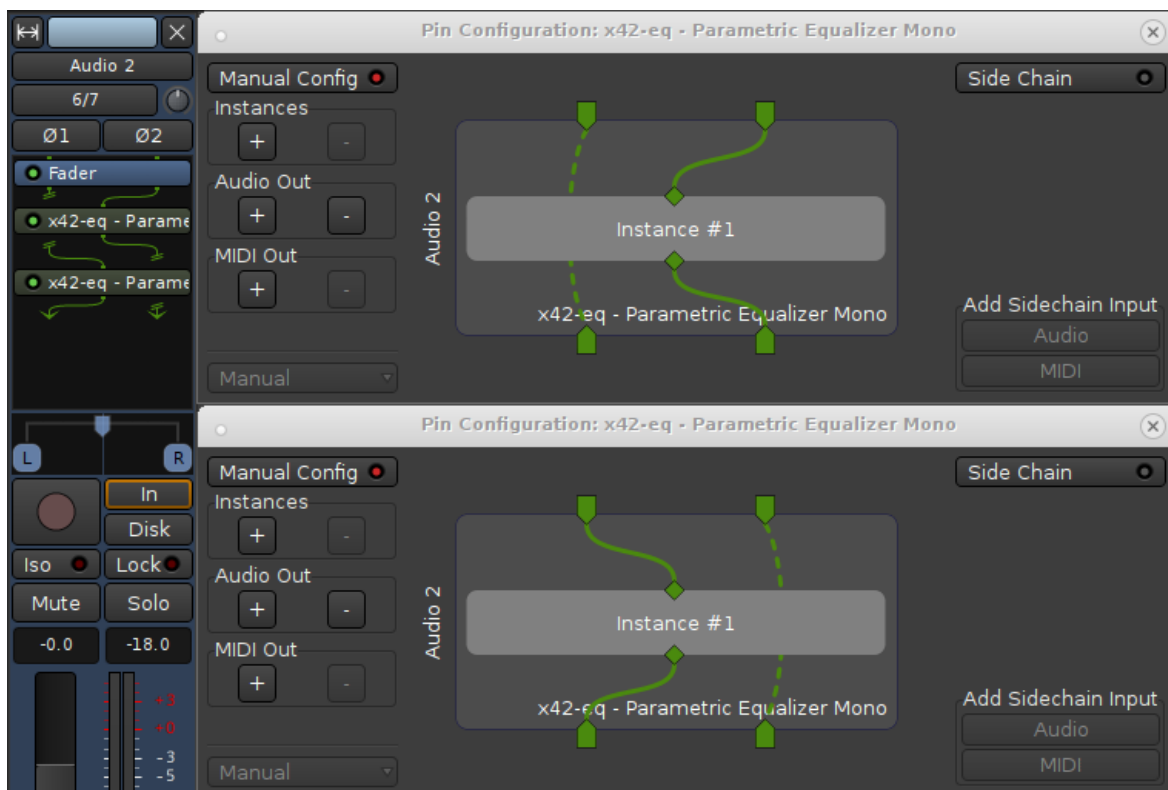 Audio 2
6/7
Ø1 Ø2
Fader
x42-eq - Parame
x42-eq - Parame
L R
In
Disk
Iso Lock
Mute Solo
-0.0 -18.0
+3
+0
-3
-5
Pin Configuration: x42-eq - Parametric Equalizer Mono
Manual Config
Side Chain
Instances
+ -
Audio Out
+ -
MIDI Out
+ -
Manual
Audio 2
Instance #1
x42-eq - Parametric Equalizer Mono
Add Sidechain Input
Audio
MIDI
Pin Configuration: x42-eq - Parametric Equalizer Mono
Manual Config
Side Chain
Instances
+ -
Audio Out
+ -
MIDI Out
+ -
Manual
Audio 2
Instance #1
x42-eq - Parametric Equalizer Mono
Add Sidechain Input
Audio
MIDI